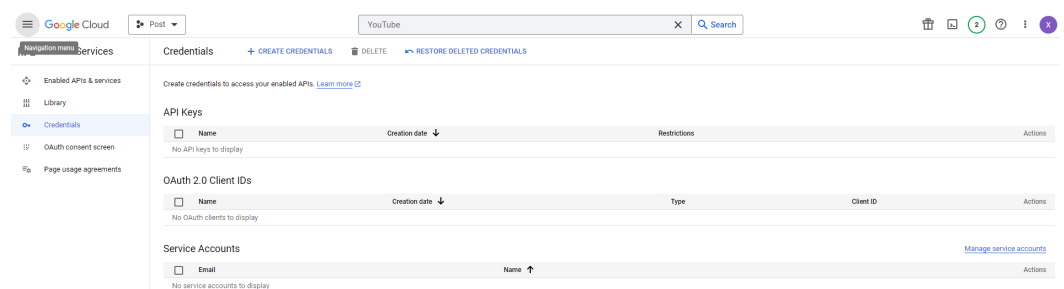 Google Cloud
Post
YouTube
Search
2
X
Navigation menu
Services
Credentials
+ CREATE CREDENTIALS
DELETE
RESTORE DELETED CREDENTIALS
Enabled APIs & services
Library
Credentials
OAuth consent screen
Page usage agreements
Create credentials to access your enabled APIs. Learn more
API Keys
Name Creation date Restrictions Actions
No API keys to display
OAuth 2.0 Client IDs
Name Creation date Type Client ID Actions
No OAuth clients to display
Service Accounts
Manage service accounts
Email Name Actions
No service accounts to display